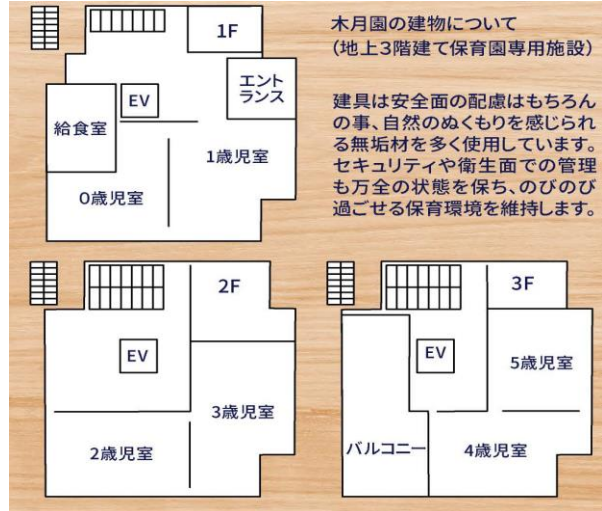 木月園の建物について
(地上3階建て保育園専用施設)
建具は安全面の配慮はもちろん
の事、自然のぬくもりを感じられ
る無垢材を多く使用しています。
セキュリティや衛生面での管理
も万全の状態を保ち、のびのび
過ごせる保育環境を維持します。
1F
エント
ランス
EV
給食室
1歳児室
0歳児室
2F
EV
3歳児室
2歳児室
3F
EV
5歳児室
バルコニー
4歳児室